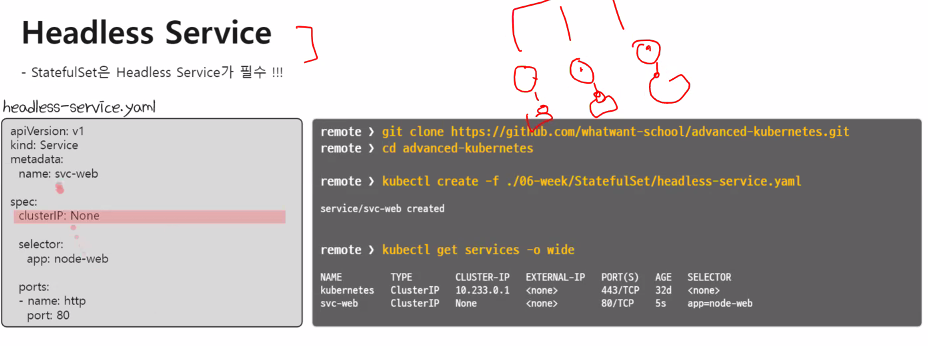 Headless Service
- StatefulSet은 Headless Service가 필수 !!!
headless-service.yaml
apiVersion: v1
kind: Service
metadata:
name: svc-web
spec:
clusterIP: None
selector:
app: node-web
ports:
- name: http
port: 80
remote ❯ git clone https://github.com/whatwant-school/advanced-kubernetes.git
remote ❯ cd advanced-kubernetes
remote ❯ kubectl create -f ./06-week/StatefulSet/headless-service.yaml
service/svc-web created
remote ❯ kubectl get services -o wide
NAME TYPE CLUSTER-IP EXTERNAL-IP PORT(S) AGE SELECTOR
kubernetes ClusterIP 10.233.0.1 <none> 443/TCP 32d <none>
svc-web ClusterIP None <none> 80/TCP 5s app=node-web